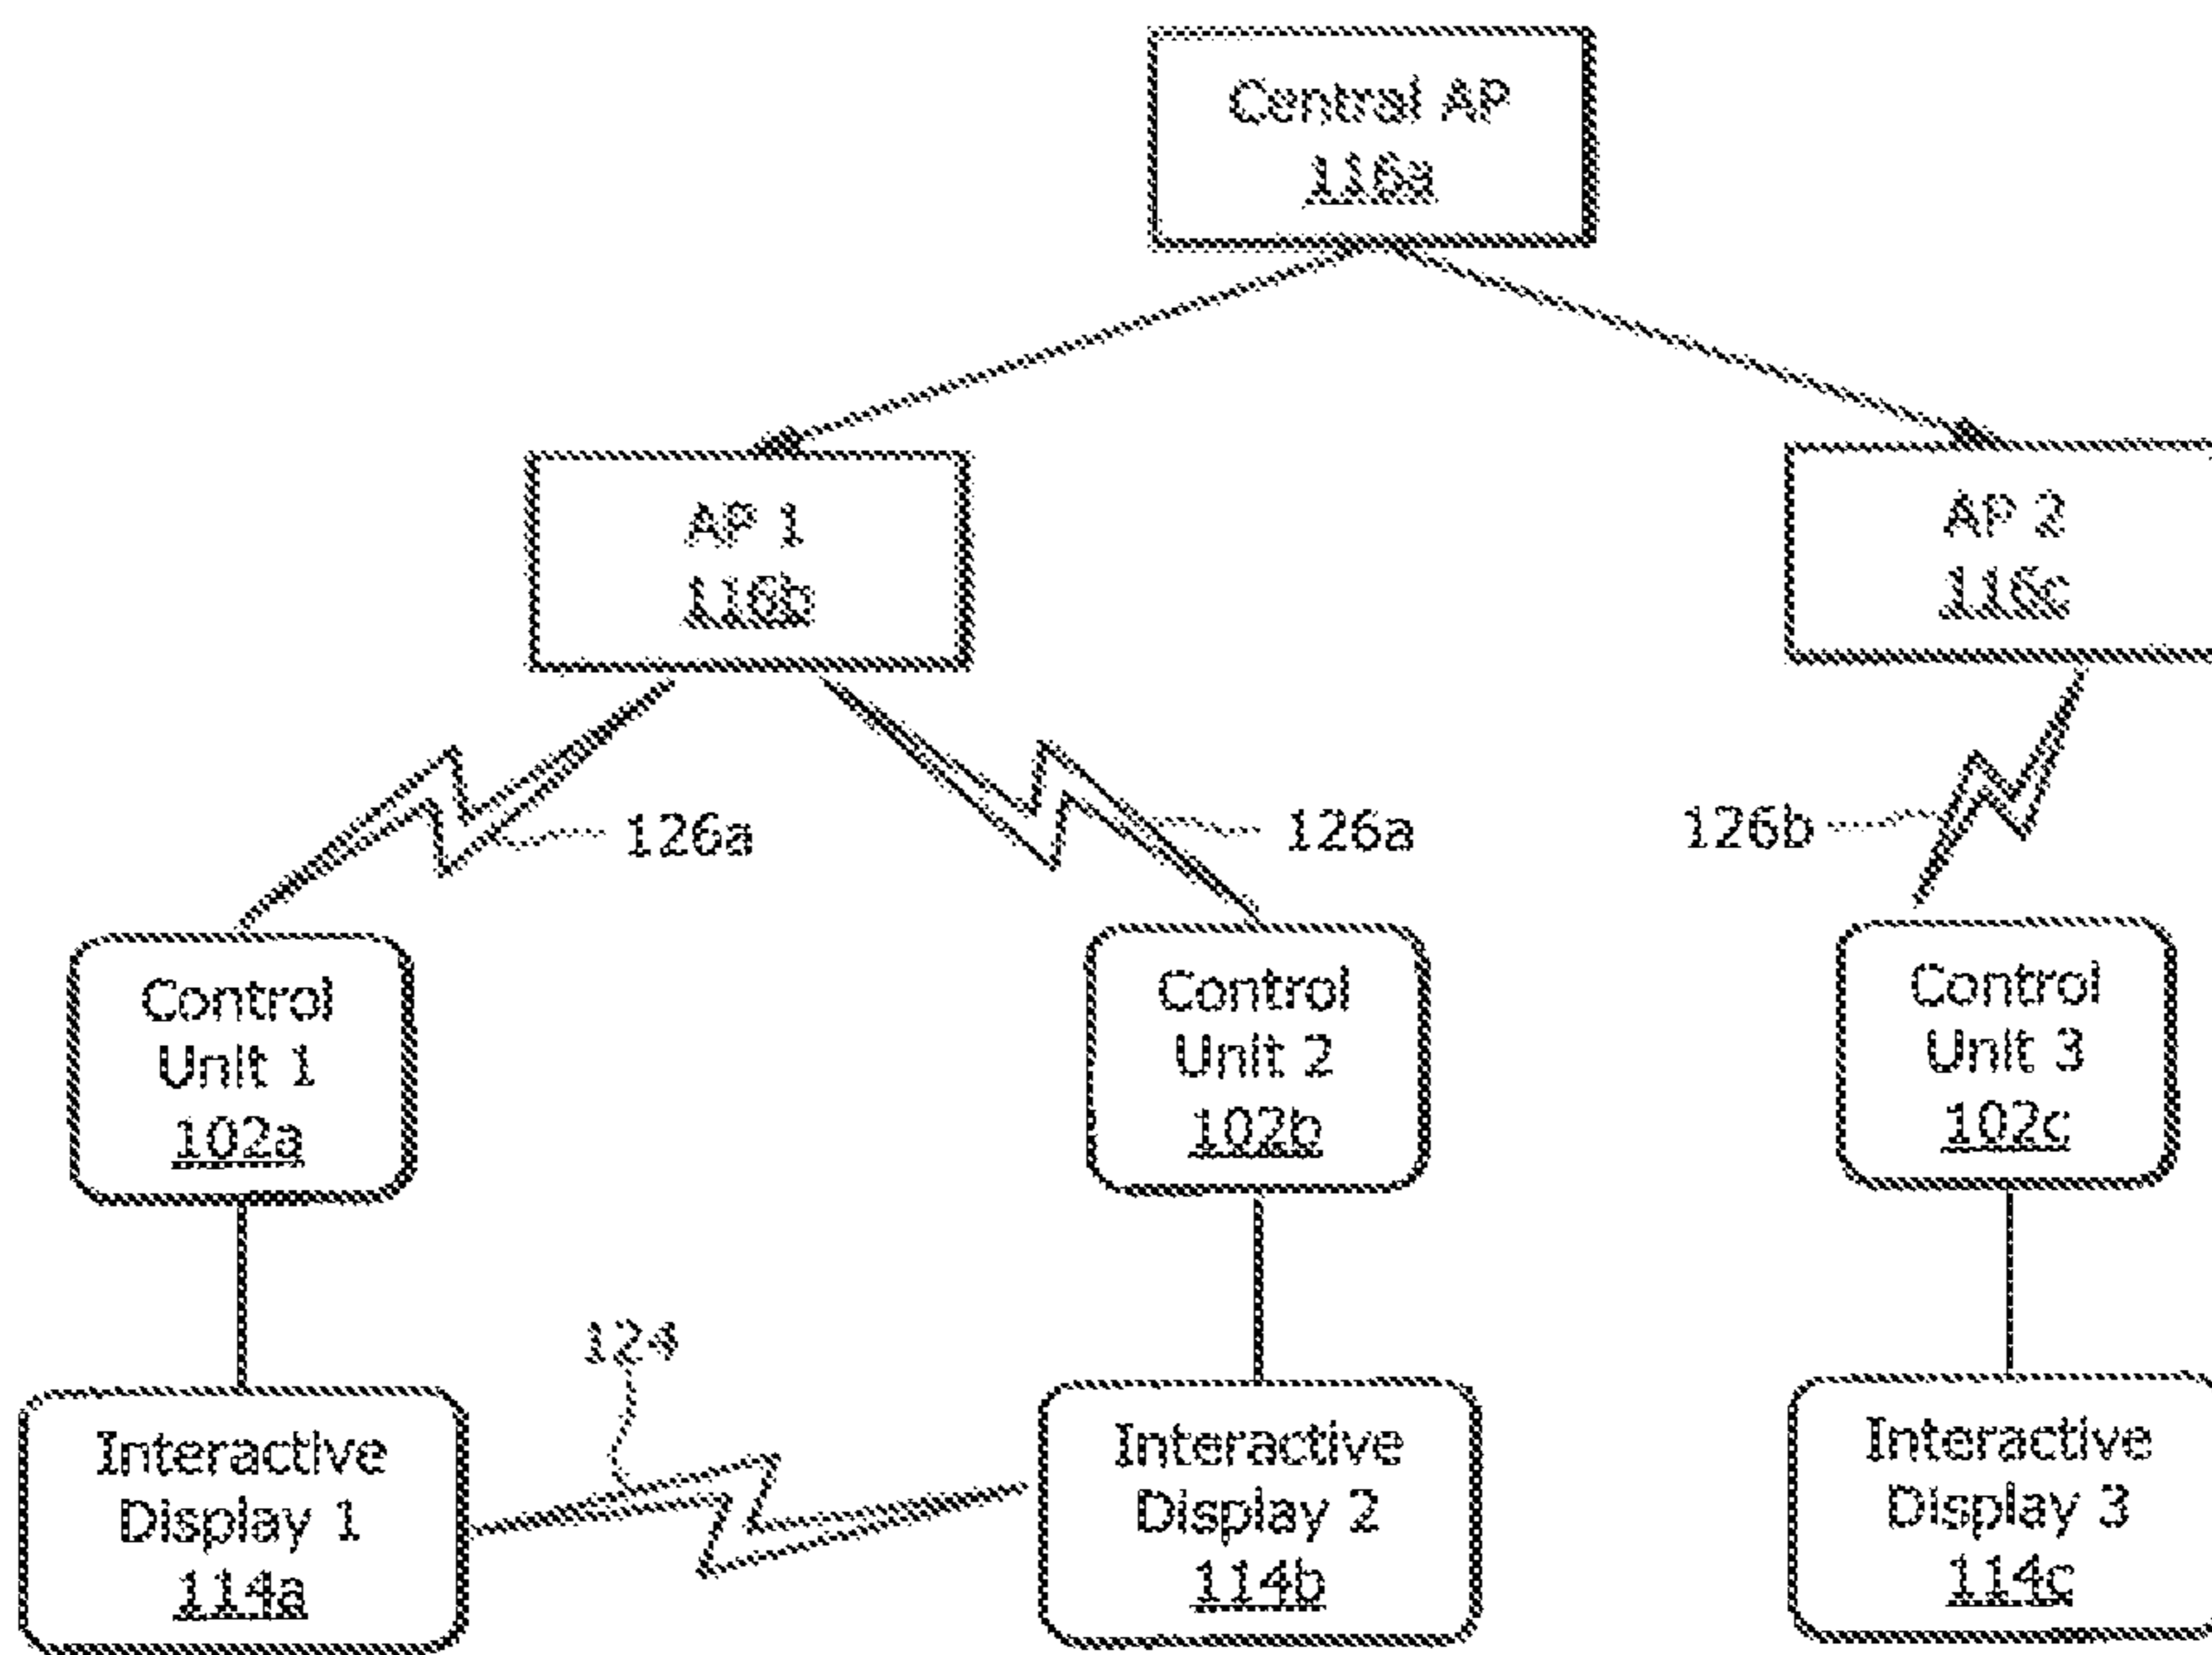 Central AP
116a
AP 1
116b
AP 2
116c
126a
126a
126b
Control
Unit 1
102a
Control
Unit 2
102b
Control
Unit 3
102c
124
Interactive
Display 1
114a
Interactive
Display 2
114b
Interactive
Display 3
114c